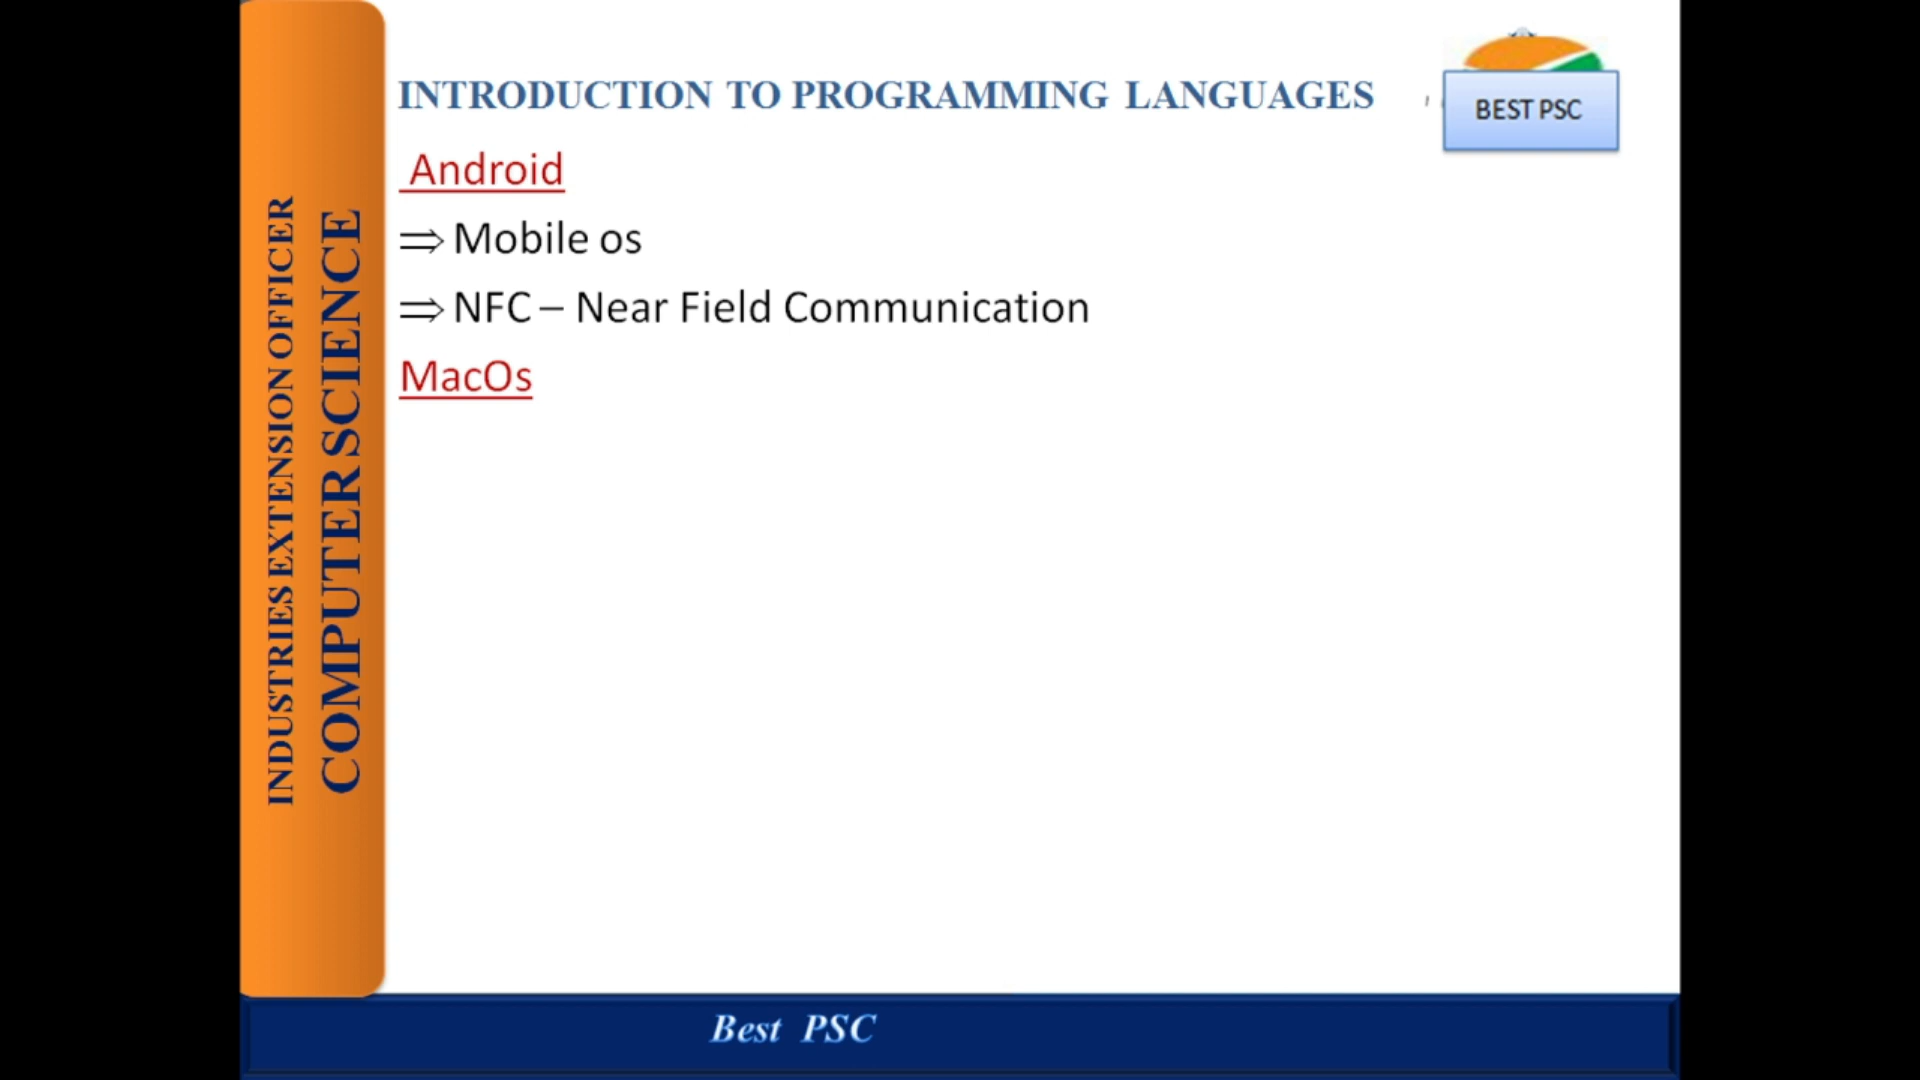 INTRODUCTION TO PROGRAMMING LANGUAGES
BEST PSC
Android
⇒ Mobile os
⇒ NFC – Near Field Communication
MacOs
INDUSTRIES EXTENSION OFFICER
COMPUTER SCIENCE
Best PSC